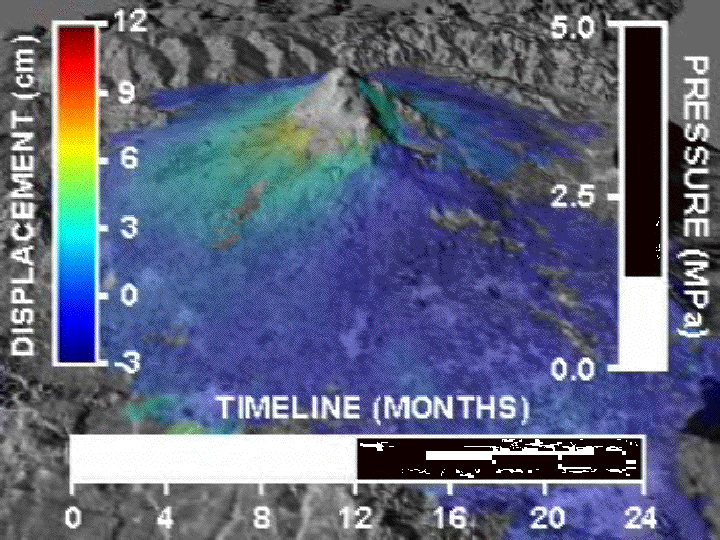 DISPLACEMENT (cm)
12
9
6
3
0
-3
5.0
2.5
0.0
PRESSURE (MPa)
TIMELINE (MONTHS)
0 4 8 12 16 20 24